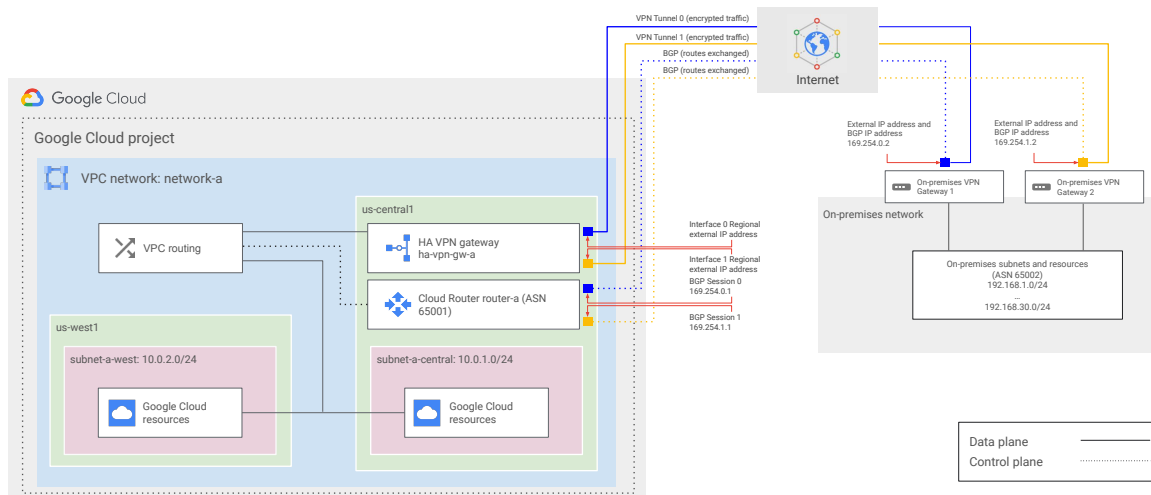 VPN Tunnel 0 (encrypted traffic)
VPN Tunnel 1 (encrypted traffic)
BGP (routes exchanged)
BGP (routes exchanged)
Internet
Google Cloud
Google Cloud project
VPC network: network-a
us-central1
VPC routing
HA VPN gateway
ha-vpn-gw-a
Cloud Router router-a (ASN
65001)
Interface 0 Regional
external IP address
Interface 1 Regional
external IP address
BGP Session 0
169.254.0.1
BGP Session 1
169.254.1.1
us-west1
subnet-a-west: 10.0.2.0/24
Google Cloud
resources
subnet-a-central: 10.0.1.0/24
Google Cloud
resources
External IP address and
BGP IP address
169.254.0.2
External IP address and
BGP IP address
169.254.1.2
On-premises VPN
Gateway 1
On-premises VPN
Gateway 2
On-premises network
On-premises subnets and resources
(ASN 65002)
192.168.1.0/24
...
192.168.30.0/24
Data plane
Control plane